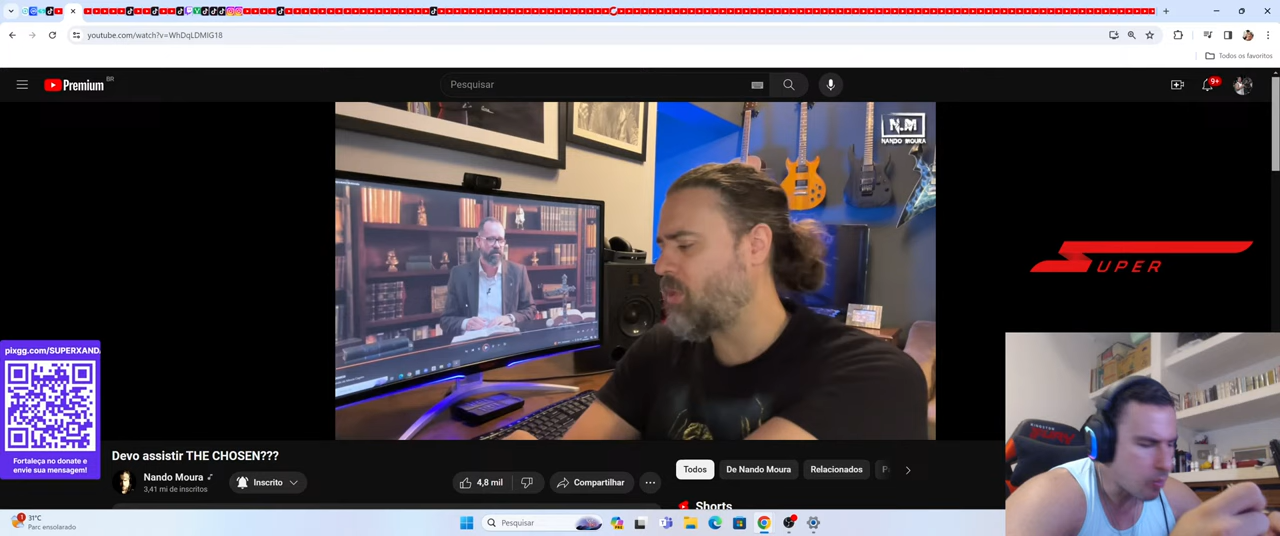 youtube.com/watch?v=WhDqLDMIG18
Todos os favoritos
Premium BR
Pesquisar
9+
N.M
NANDO MOURA
SUPER
pixgg.com/SUPERXAND
Fortaleça no donate e
envie sua mensagem!
Devo assistir THE CHOSEN???
Nando Moura
3,41 mi de inscritos
Inscrito
4,8 mil
Compartilhar
Todos
De Nando Moura
Relacionados
Shorts
FURY
1
31°C
Parc ensolarado
Pesquisar